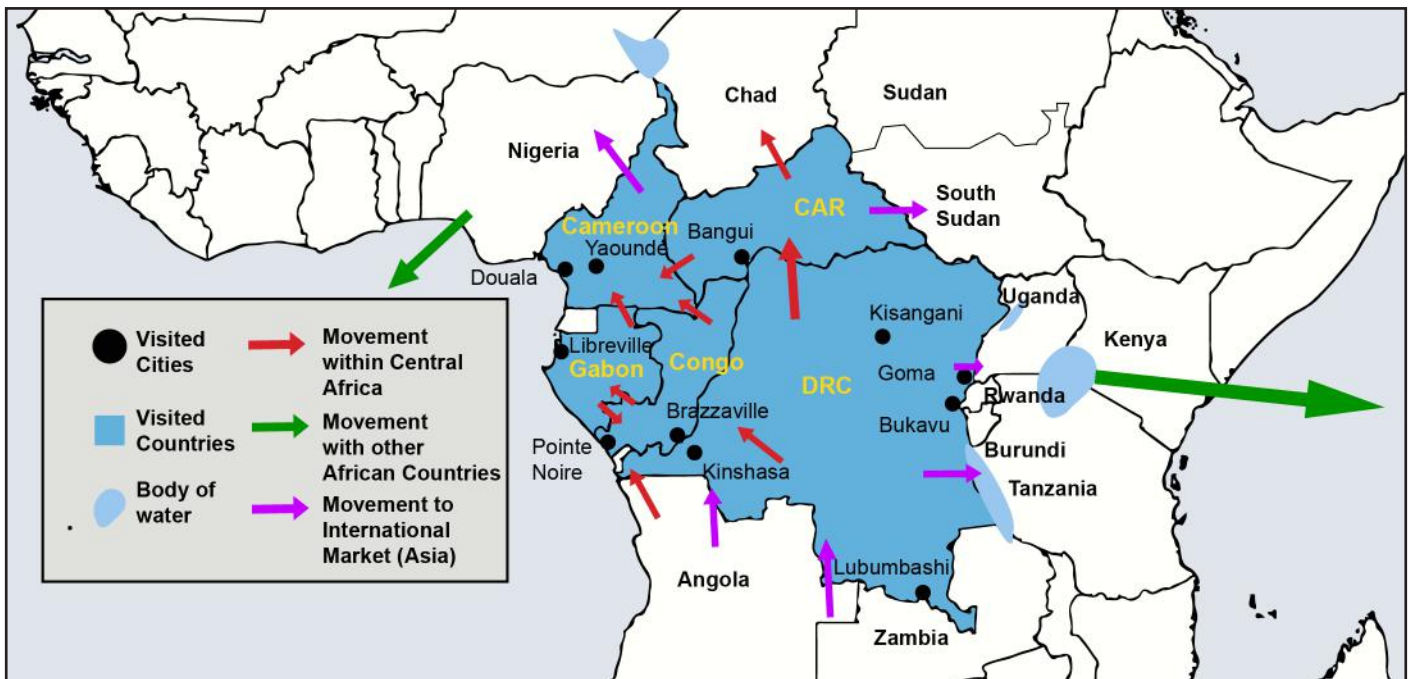 Chad
Sudan
Nigeria
South
Sudan
CAR
Cameroon
Bangui
Yaoundé
Douala
Uganda
Kisangani
Kenya
Libreville
Congo
Gabon
DRC
Goma
Rwanda
Brazzaville
Bukavu
Pointe
Noire
Burundi
Kinshasa
Tanzania
Lubumbashi
Angola
Zambia
Visited
Cities
Movement
within Central
Africa
Visited
Countries
Movement
with other
African Countries
Body of
water
Movement to
International
Market (Asia)